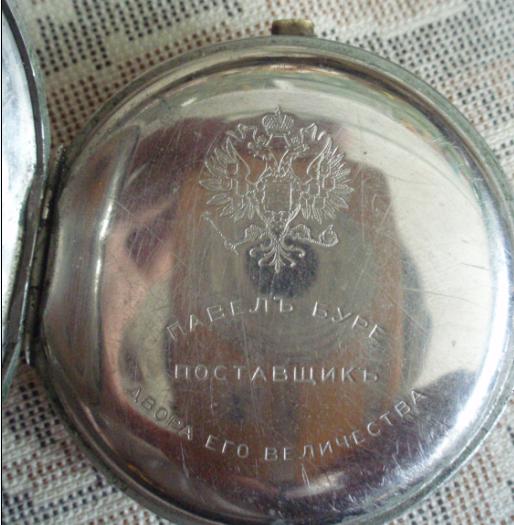 ПАВЕЛЪ БУРЕ
ПОСТАВЩИКЪ
ДВОРА ЕГО ВЕЛИЧЕСТВА